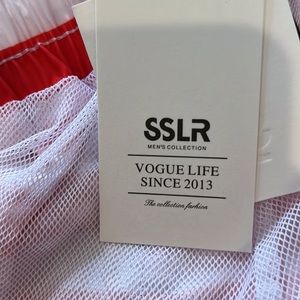 SSLR
MEN'S COLLECTION
VOGUE LIFE
SINCE 2013
The collection fashion